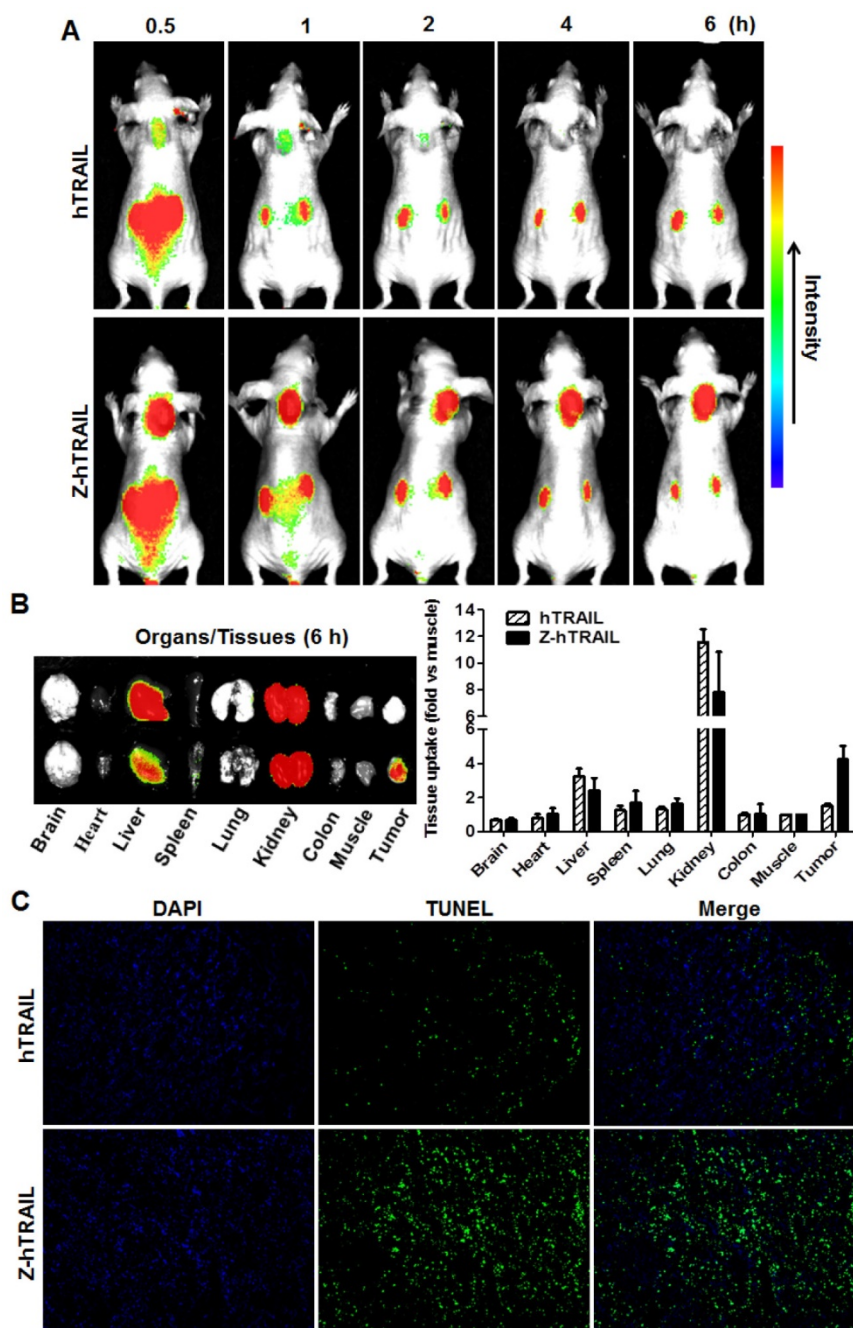 A
0.5 1 2 4 6 (h)
hTRAIL
Z-hTRAIL
Intensity
B
Organs/Tissues (6 h)
Brain Heart Liver Spleen Lung Kidney Colon Muscle Tumor
Tissue uptake (fold vs muscle)
14
12
10
8
6
6
4
2
0
hTRAIL
Z-hTRAIL
Brain Heart Liver Spleen Lung Kidney Colon Muscle Tumor
C
DAPI TUNEL Merge
hTRAIL
Z-hTRAIL